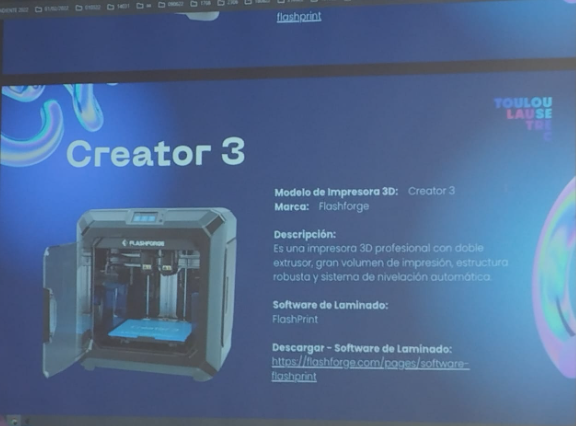 flashprint
TOULOU
LAUSE
TRE
C
Creator 3
Modelo de Impresora 3D: Creator 3
Marca: Flashforge
FLASHFORGE
Descripción:
Es una impresora 3D profesional con doble
extrusor, gran volumen de impresión, estructura
robusta y sistema de nivelación automática.
Software de Laminado:
FlashPrint
Descargar - Software de Laminado:
https://flashforge.com/pages/software-
flashprint